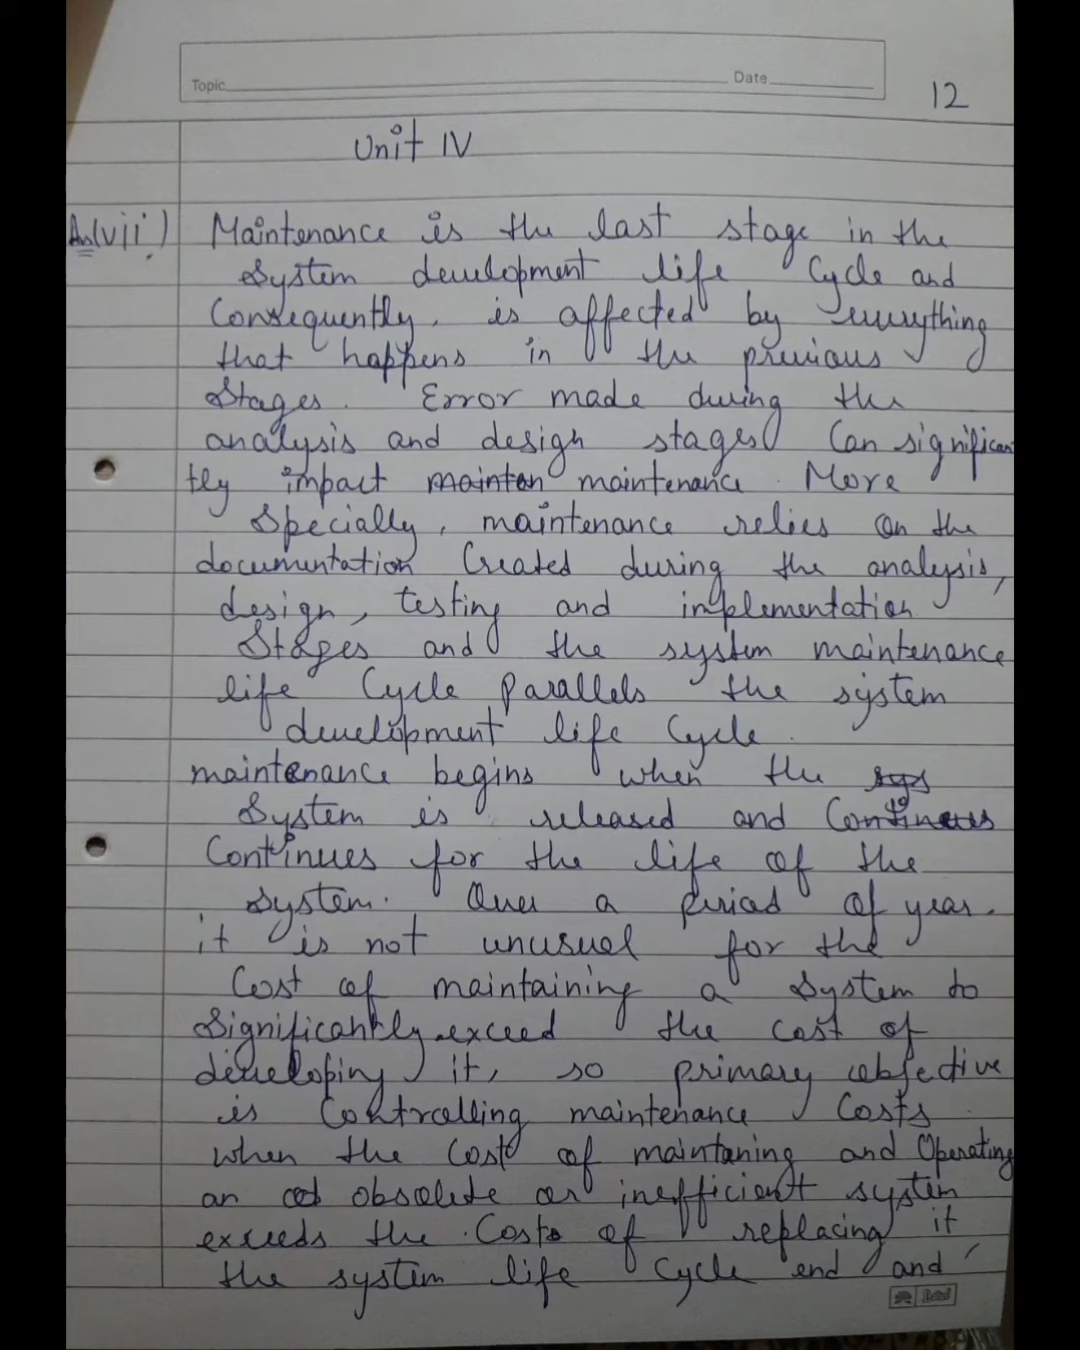 Topic Date
12
Unit IV
An(vii) Maintenance is the last stage in the
System development life Cycle and
Consequently, is affected by everything
that happens in the previous
Stages. Error made during the
analysis and design stages Can significan
tly impact mainten maintenance. More
Specially, maintenance relies on the
documentation Created during the analysis,
design, testing and implementation
Stages and the system maintenance
life Cycle Parallels the system
development life Cycle.
maintenance begins when the sys
System is released and Continues
Continues for the life of the
System. Over a period of year.
it is not unusual for the
Cost of maintaining a System to
Significantly exceed the cost of
developing it, so primary objective
is Controlling maintenance Costs.
when the Cost of maintaning and Operating
an obsolete or inefficient system
exceeds the Costs of replacing it
the system life Cycle end and